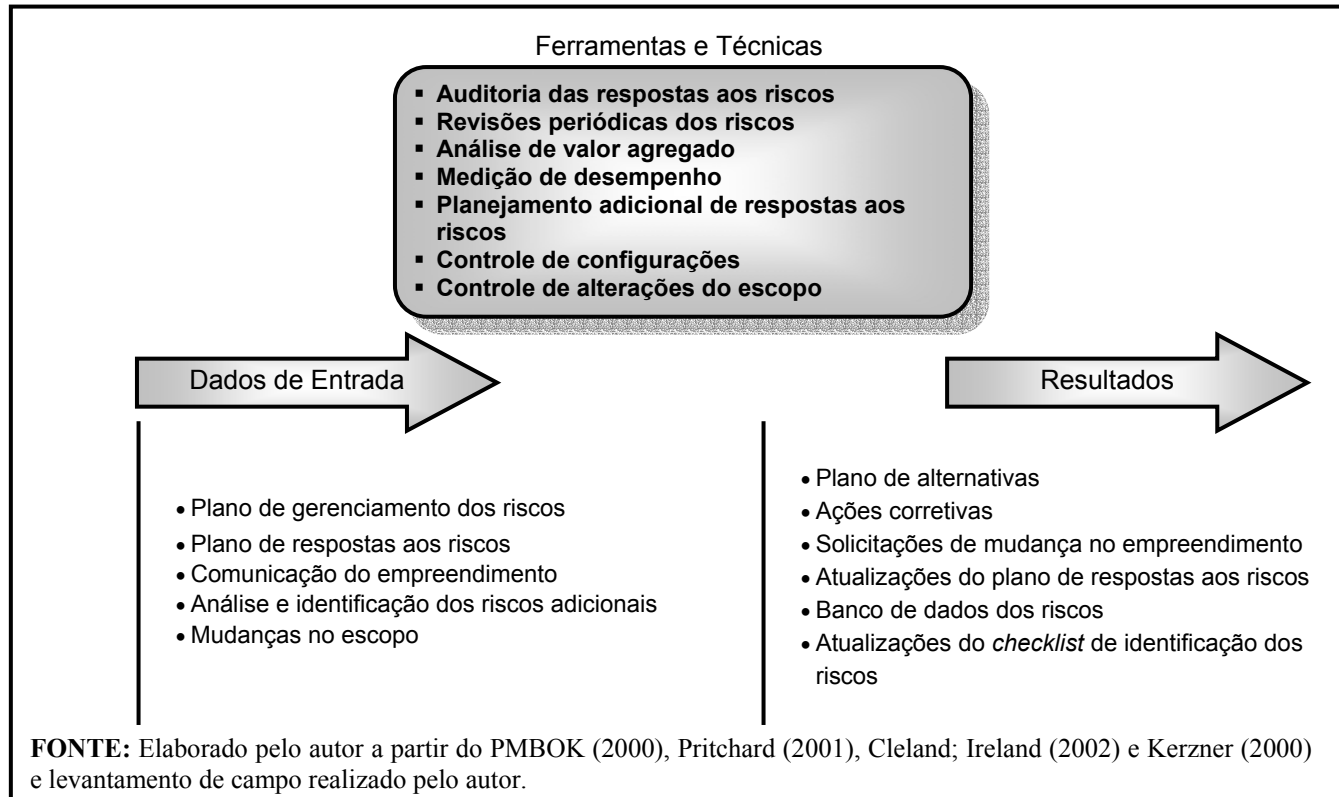 Ferramentas e Técnicas
▪ Auditoria das respostas aos riscos
▪ Revisões periódicas dos riscos
▪ Análise de valor agregado
▪ Medição de desempenho
▪ Planejamento adicional de respostas aos
riscos
▪ Controle de configurações
▪ Controle de alterações do escopo
Dados de Entrada
Resultados
• Plano de gerenciamento dos riscos
• Plano de respostas aos riscos
• Comunicação do empreendimento
• Análise e identificação dos riscos adicionais
• Mudanças no escopo
• Plano de alternativas
• Ações corretivas
• Solicitações de mudança no empreendimento
• Atualizações do plano de respostas aos riscos
• Banco de dados dos riscos
• Atualizações do checklist de identificação dos
riscos
FONTE: Elaborado pelo autor a partir do PMBOK (2000), Pritchard (2001), Cleland; Ireland (2002) e Kerzner (2000)
e levantamento de campo realizado pelo autor.